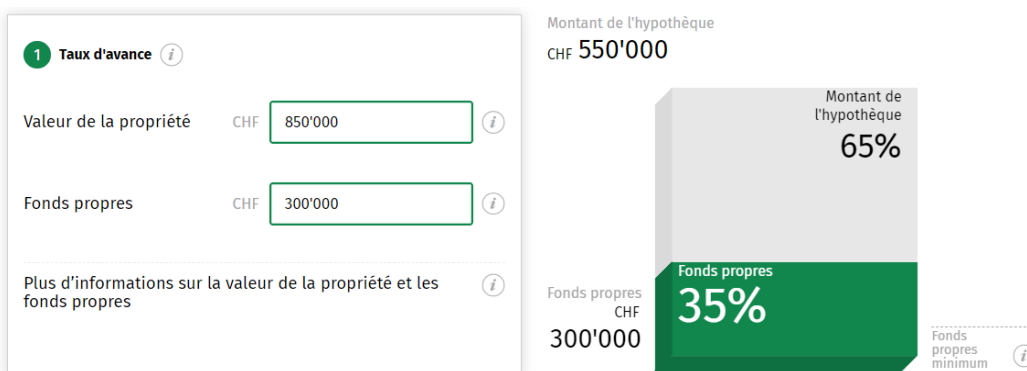 1 Taux d'avance i
Valeur de la propriété CHF 850'000 i
Fonds propres CHF 300'000 i
Plus d’informations sur la valeur de la propriété et les i
fonds propres
Montant de l'hypothèque
CHF 550'000
Montant de
l'hypothèque
65%
Fonds propres
35%
Fonds propres
CHF
300'000
Fonds
propres
minimum i